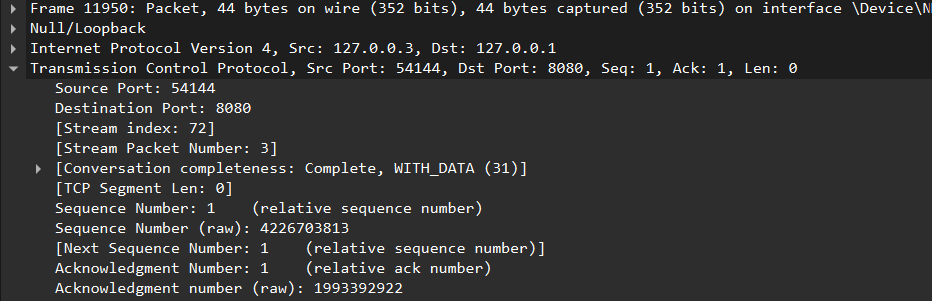 Frame 11950: Packet, 44 bytes on wire (352 bits), 44 bytes captured (352 bits) on interface \Device\
Null/Loopback
Internet Protocol Version 4, Src: 127.0.0.3, Dst: 127.0.0.1
Transmission Control Protocol, Src Port: 54144, Dst Port: 8080, Seq: 1, Ack: 1, Len: 0
Source Port: 54144
Destination Port: 8080
[Stream index: 72]
[Stream Packet Number: 3]
[Conversation completeness: Complete, WITH_DATA (31)]
[TCP Segment Len: 0]
Sequence Number: 1    (relative sequence number)
Sequence Number (raw): 4226703813
[Next Sequence Number: 1    (relative sequence number)]
Acknowledgment Number: 1    (relative ack number)
Acknowledgment number (raw): 1993392922